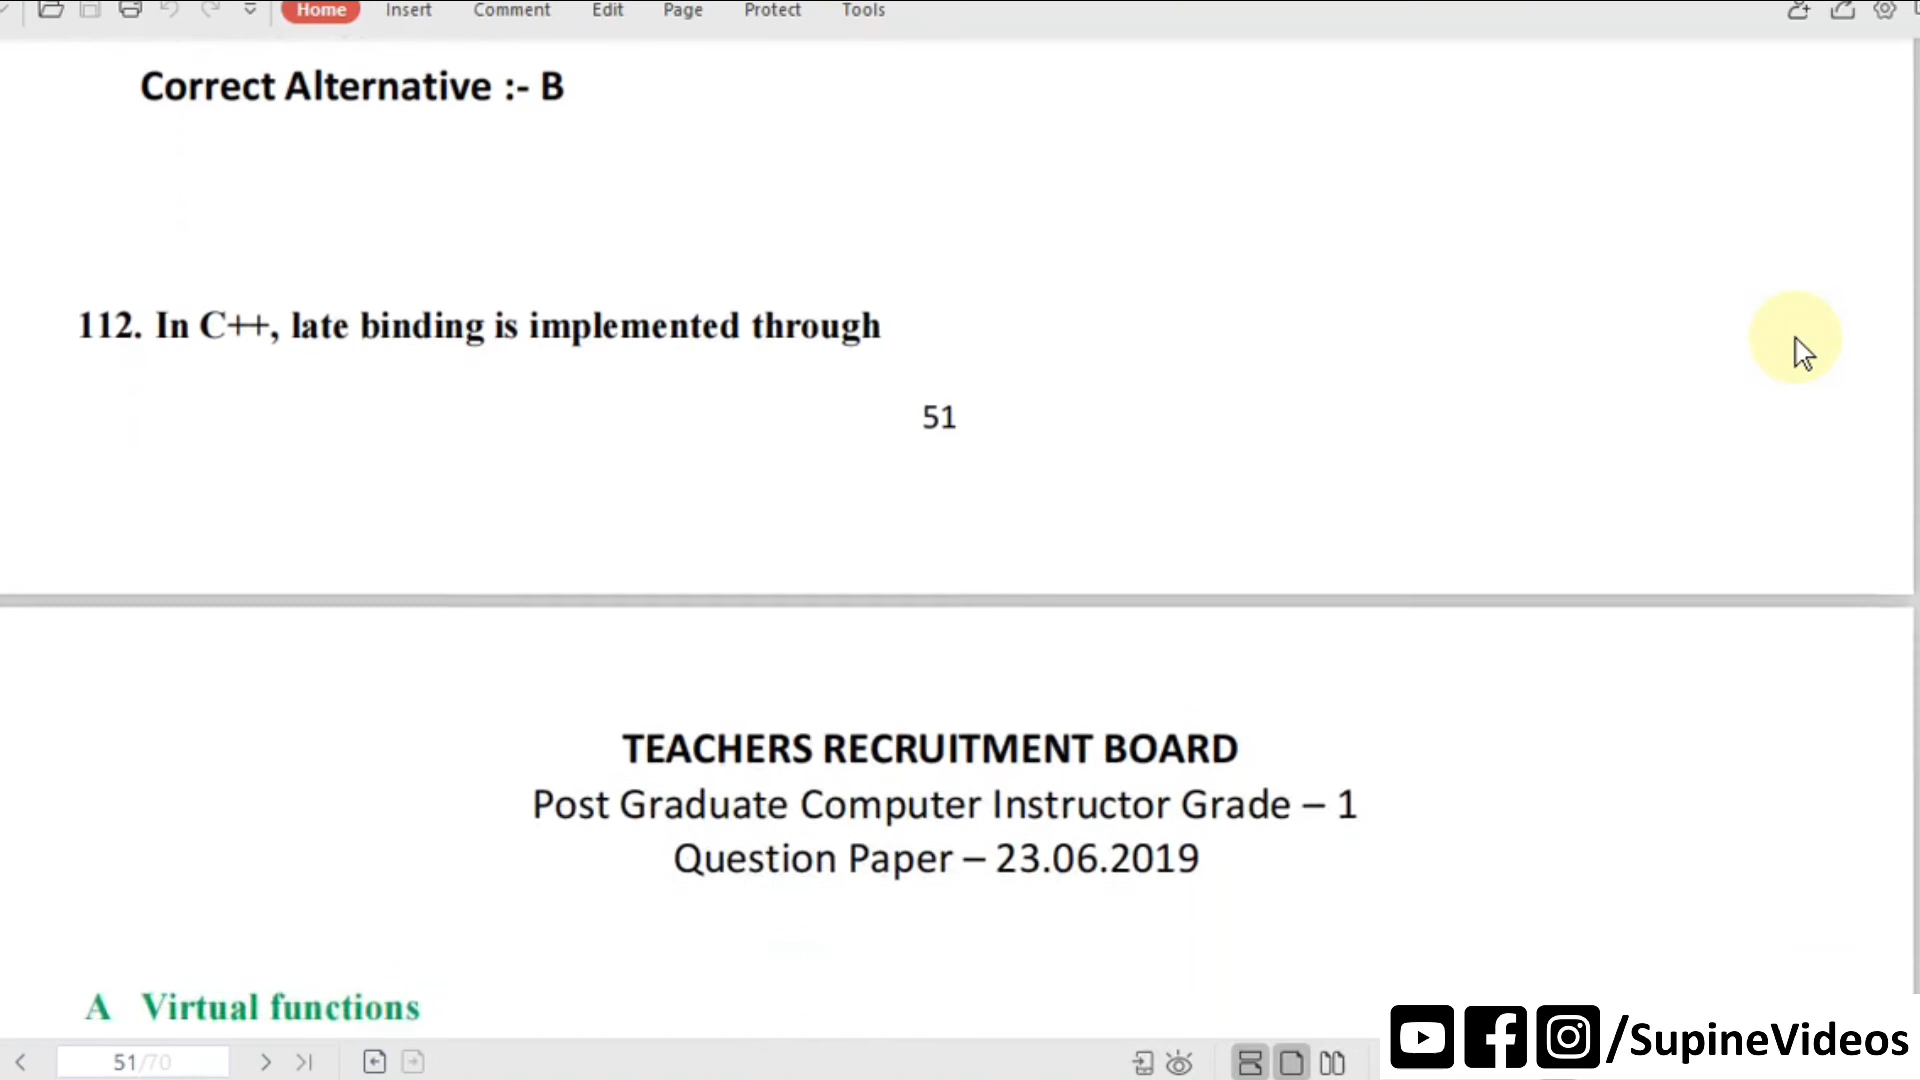 Home Insert Comment Edit Page Protect Tools
Correct Alternative :- B
112. In C++, late binding is implemented through
51
TEACHERS RECRUITMENT BOARD
Post Graduate Computer Instructor Grade – 1
Question Paper – 23.06.2019
A Virtual functions
51/70
/SupineVideos